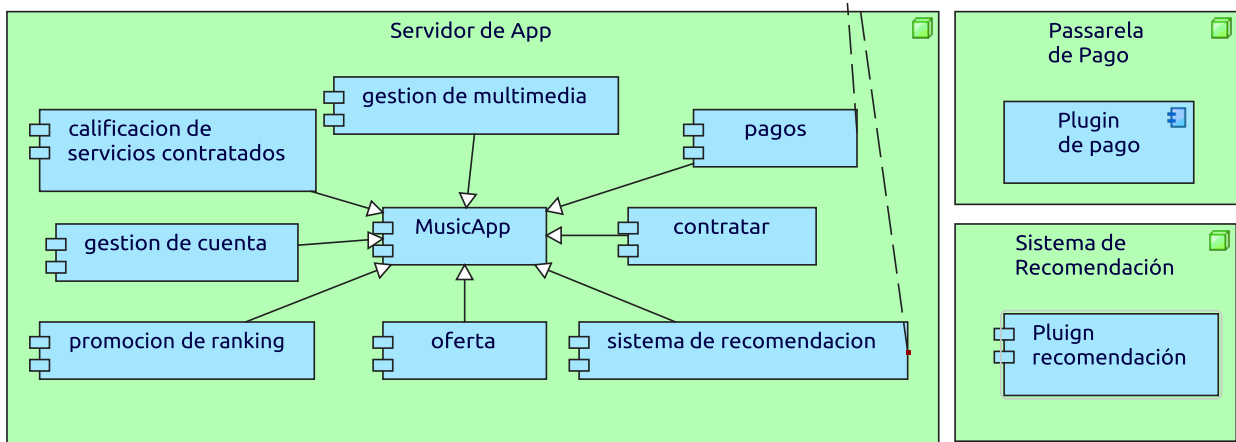 Servidor de App
gestion de multimedia
calificacion de
servicios contratados
pagos
MusicApp
contratar
gestion de cuenta
promocion de ranking
oferta
sistema de recomendacion
Passarela
de Pago
Plugin
de pago
Sistema de
Recomendación
Pluign
recomendación